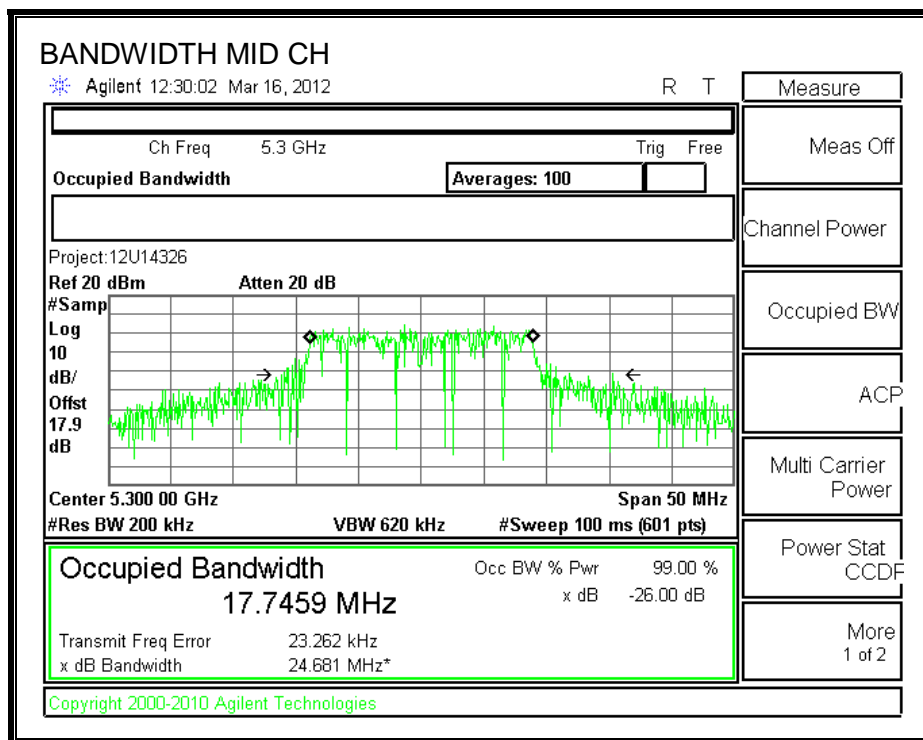 BANDWIDTH MID CH
Agilent 12:30:02 Mar 16, 2012 R T
Measure
Ch Freq 5.3 GHz Trig Free
Meas Off
Occupied Bandwidth Averages: 100
Channel Power
Project:12U14326
Ref 20 dBm Atten 20 dB
#Samp
Log
10
dB/
Offst
17.9
dB
Occupied BW
ACP
Multi Carrier
Power
Center 5.300 00 GHz Span 50 MHz
#Res BW 200 kHz VBW 620 kHz #Sweep 100 ms (601 pts)
Power Stat
CCDF
Occupied Bandwidth Occ BW % Pwr 99.00 %
17.7459 MHz x dB -26.00 dB
Transmit Freq Error 23.262 kHz
x dB Bandwidth 24.681 MHz*
More
1 of 2
Copyright 2000-2010 Agilent Technologies